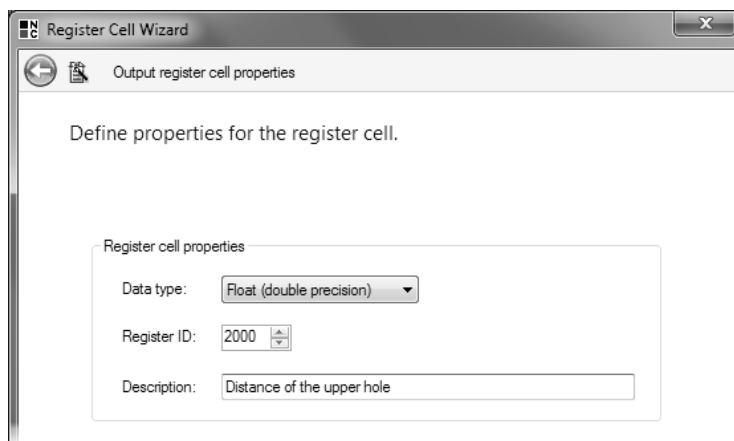 Register Cell Wizard
Output register cell properties
Define properties for the register cell.
Register cell properties
Data type: Float (double precision)
Register ID: 2000
Description: Distance of the upper hole